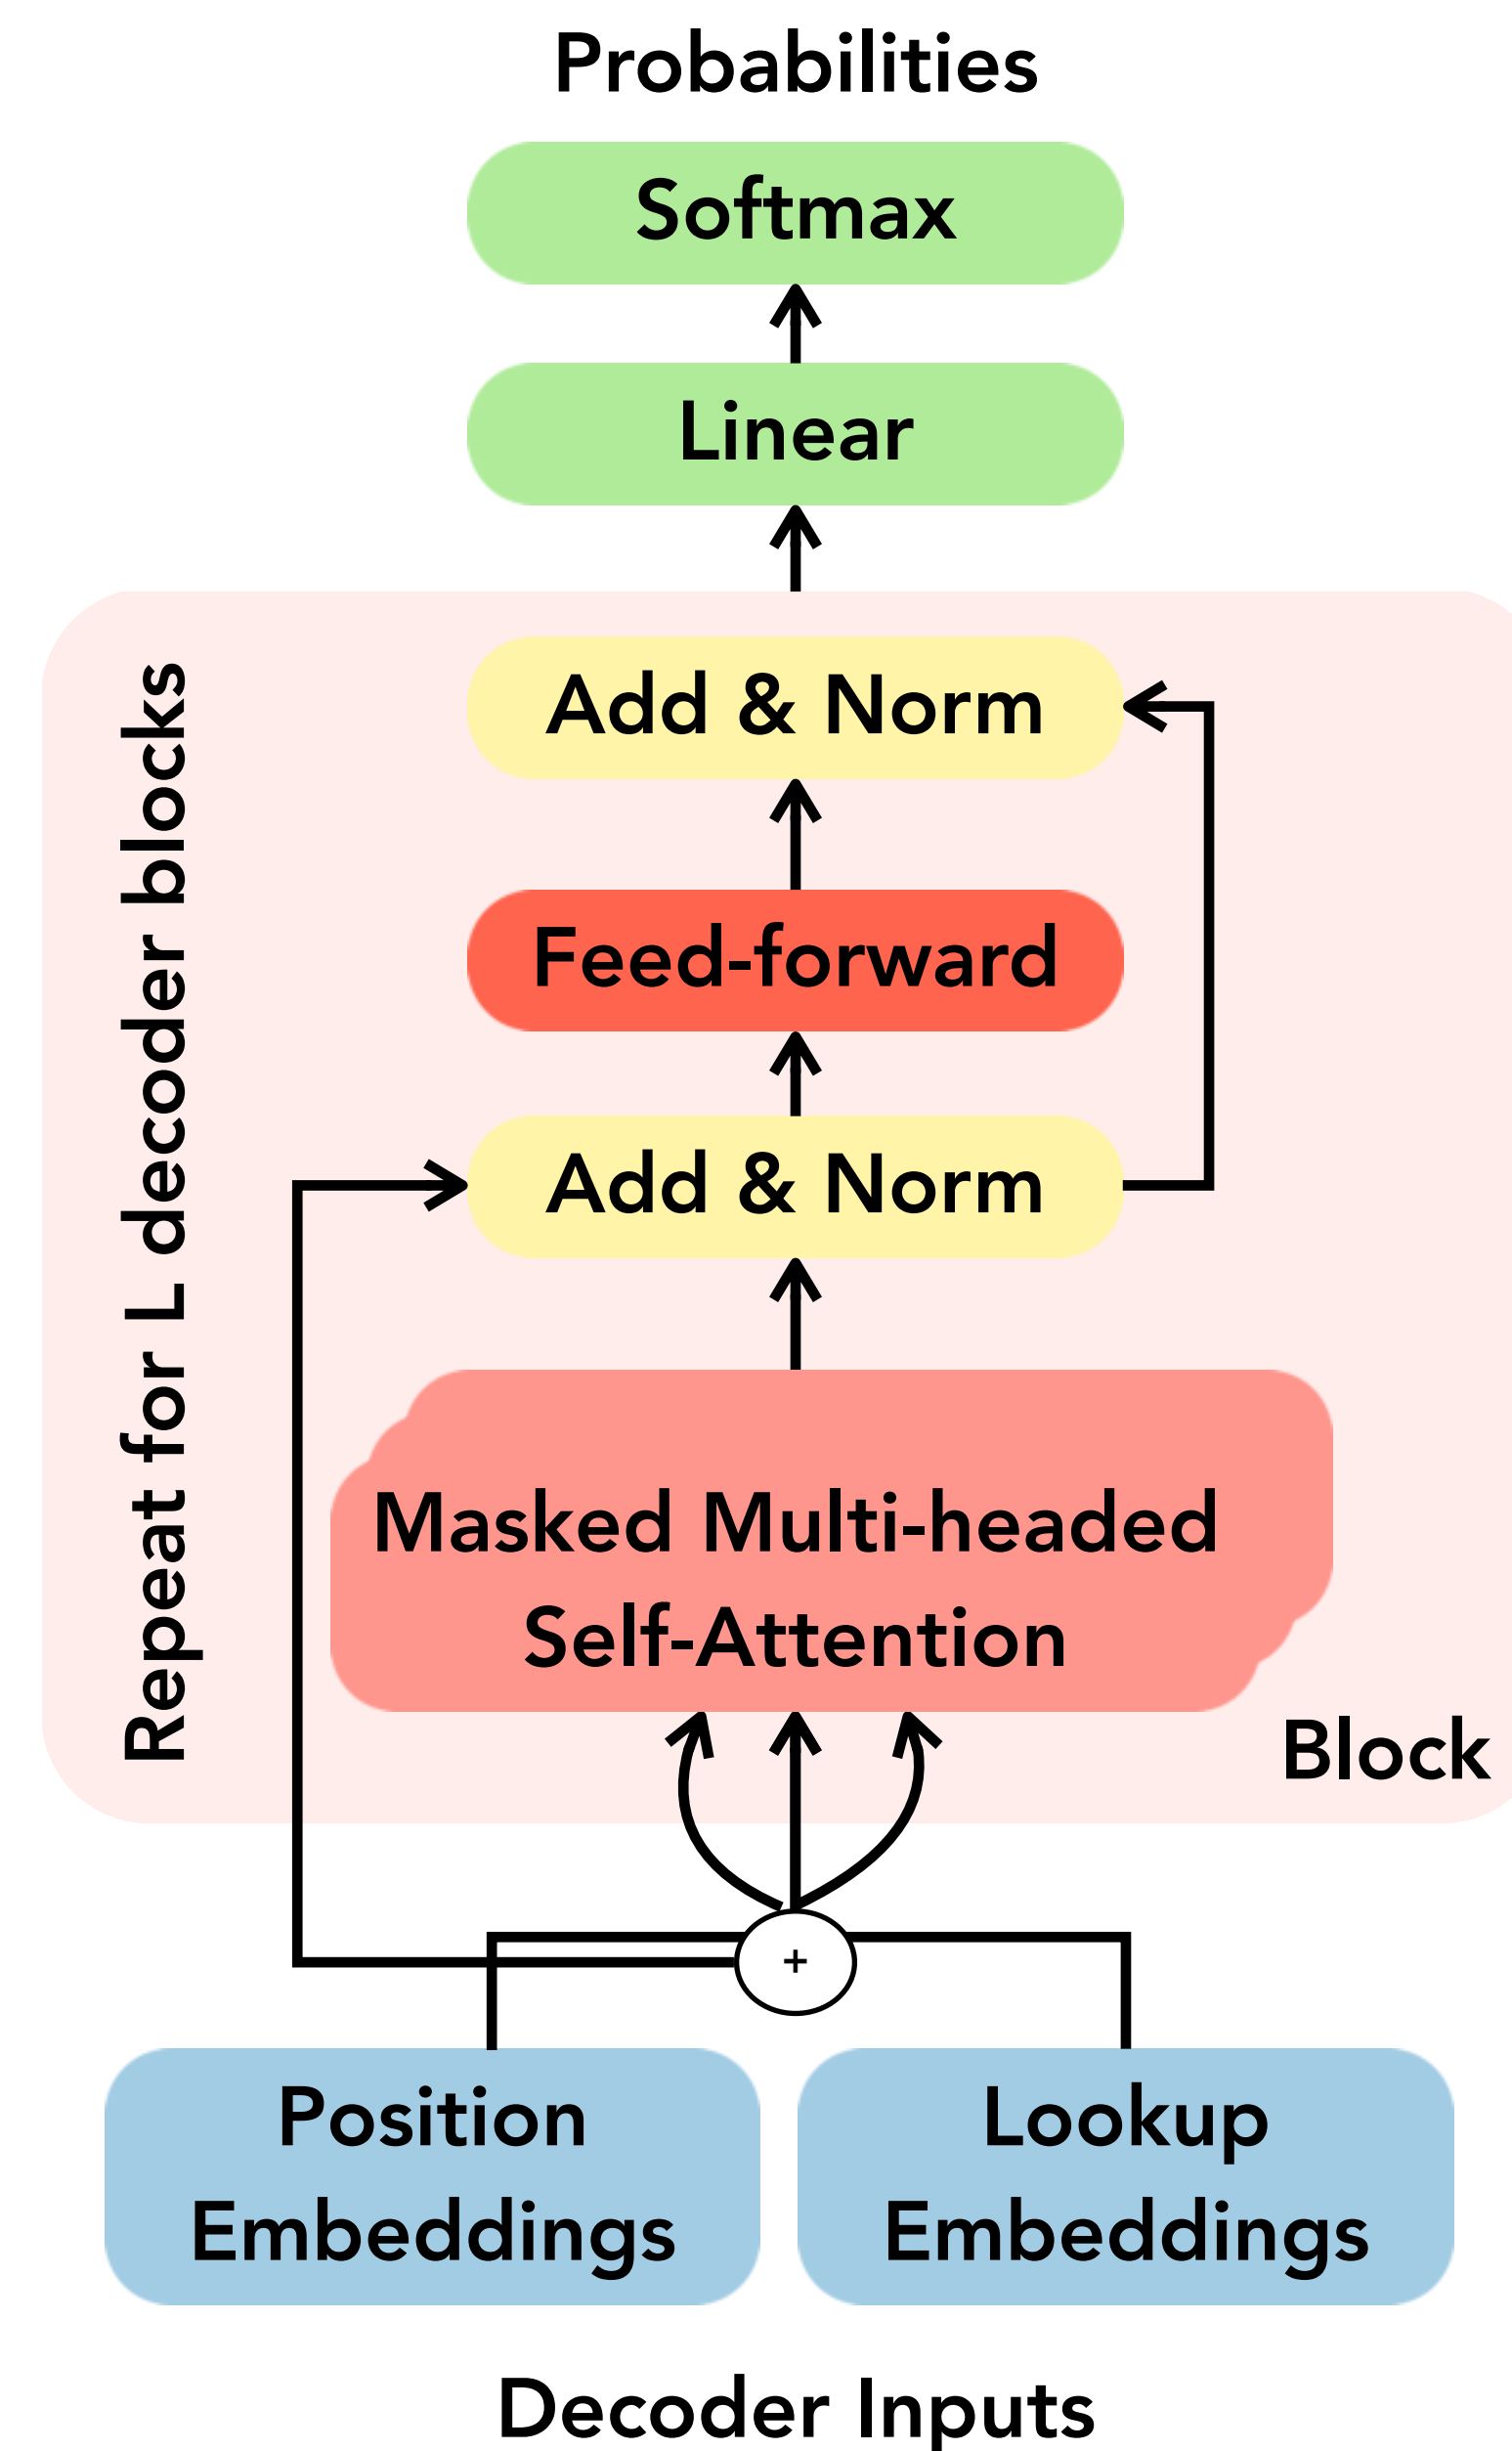 Probabilities
Softmax
Linear
Add & Norm
Feed-forward
Add & Norm
Repeat for L decoder blocks
Masked Multi-headed
Self-Attention
Block
+
Position
Embeddings
Lookup
Embeddings
Decoder Inputs